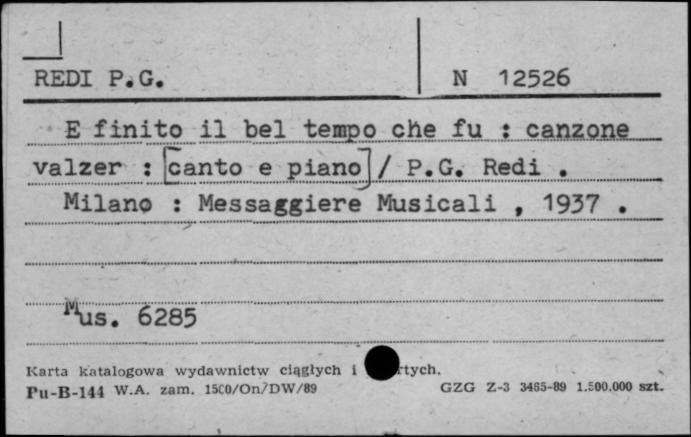 REDI P.G.
N 12526
E finito il bel tempo che fu : canzone
valzer : [canto e piano] / P.G. Redi .
Milano : Messaggiere Musicali , 1937 .
Mus. 6285
Karta katalogowa wydawnictw ciągłych i rtych.
Pu-B-144 W.A. zam. 1500/On/DW/89
GZG Z-3 3465-89 1.500.000 szt.